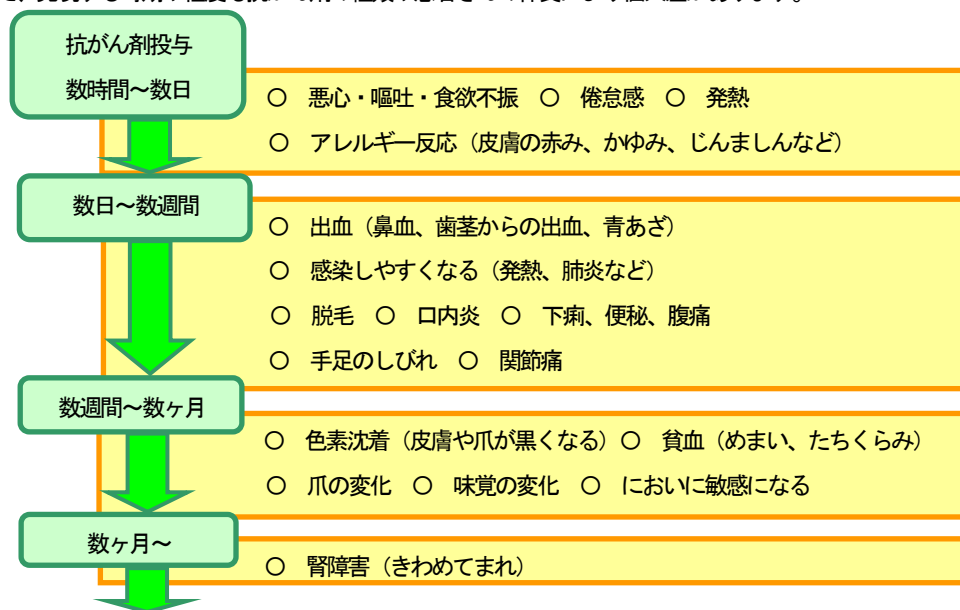 抗がん剤投与
数時間～数日
○ 悪心・嘔吐・食欲不振 ○ 倦怠感 ○ 発熱
○ アレルギー反応（皮膚の赤み、かゆみ、じんましんなど）
数日～数週間
○ 出血（鼻血、歯茎からの出血、青あざ）
○ 感染しやすくなる（発熱、肺炎など）
○ 脱毛 ○ 口内炎 ○ 下痢、便秘、腹痛
○ 手足のしびれ ○ 関節痛
数週間～数ヶ月
○ 色素沈着（皮膚や爪が黒くなる）○ 貧血（めまい、たちくらみ）
○ 爪の変化 ○ 味覚の変化 ○ においに敏感になる
数ヶ月～
○ 腎障害（きわめてまれ）